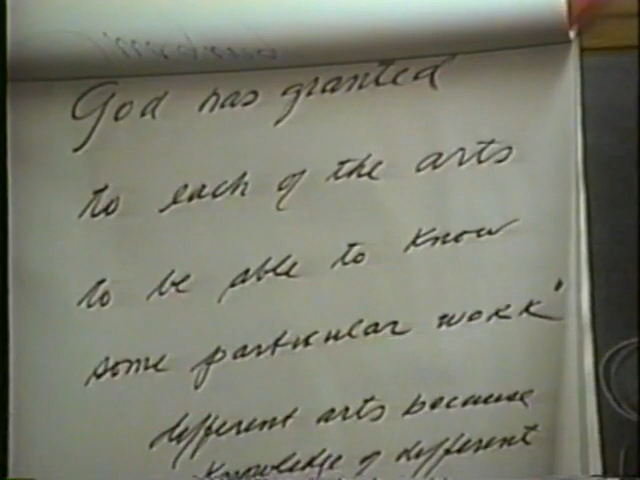 God has granted
to each of the arts
to be able to know
some particular work'
different arts because
knowledge of different